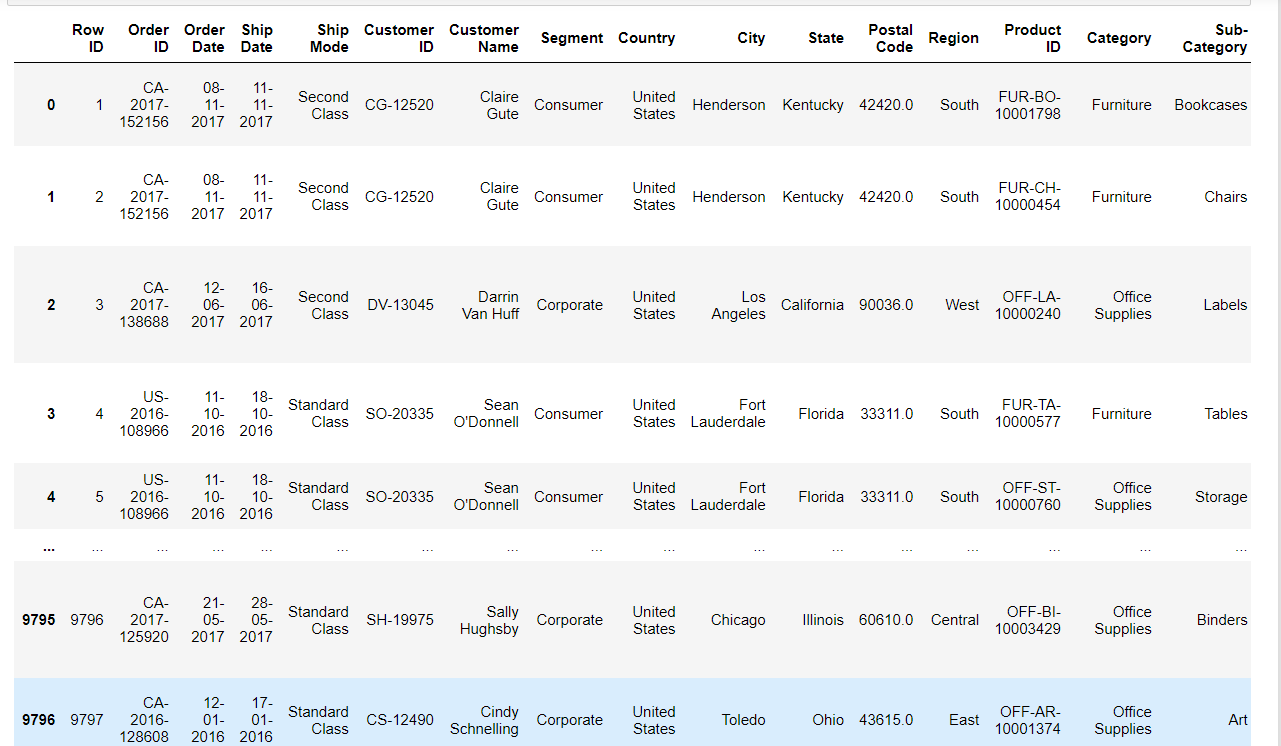 Row ID Order ID Order Date Ship Date Ship Mode Customer ID Customer Name Segment Country City State Postal Code Region Product ID Category Sub-Category
0 1 CA-2017-152156 08-11-2017 11-11-2017 Second Class CG-12520 Claire Gute Consumer United States Henderson Kentucky 42420.0 South FUR-BO-10001798 Furniture Bookcases
1 2 CA-2017-152156 08-11-2017 11-11-2017 Second Class CG-12520 Claire Gute Consumer United States Henderson Kentucky 42420.0 South FUR-CH-10000454 Furniture Chairs
2 3 CA-2017-138688 12-06-2017 16-06-2017 Second Class DV-13045 Darrin Van Huff Corporate United States Los Angeles California 90036.0 West OFF-LA-10000240 Office Supplies Labels
3 4 US-2016-108966 11-10-2016 18-10-2016 Standard Class SO-20335 Sean O'Donnell Consumer United States Fort Lauderdale Florida 33311.0 South FUR-TA-10000577 Furniture Tables
4 5 US-2016-108966 11-10-2016 18-10-2016 Standard Class SO-20335 Sean O'Donnell Consumer United States Fort Lauderdale Florida 33311.0 South OFF-ST-10000760 Office Supplies Storage
... ... ... ... ... ... ... ... ... ... ... ... ... ... ... ... ...
9795 9796 CA-2017-125920 21-05-2017 28-05-2017 Standard Class SH-19975 Sally Hughsby Corporate United States Chicago Illinois 60610.0 Central OFF-BI-10003429 Office Supplies Binders
9796 9797 CA-2016-128608 12-01-2016 17-01-2016 Standard Class CS-12490 Cindy Schnelling Corporate United States Toledo Ohio 43615.0 East OFF-AR-10001374 Office Supplies Art